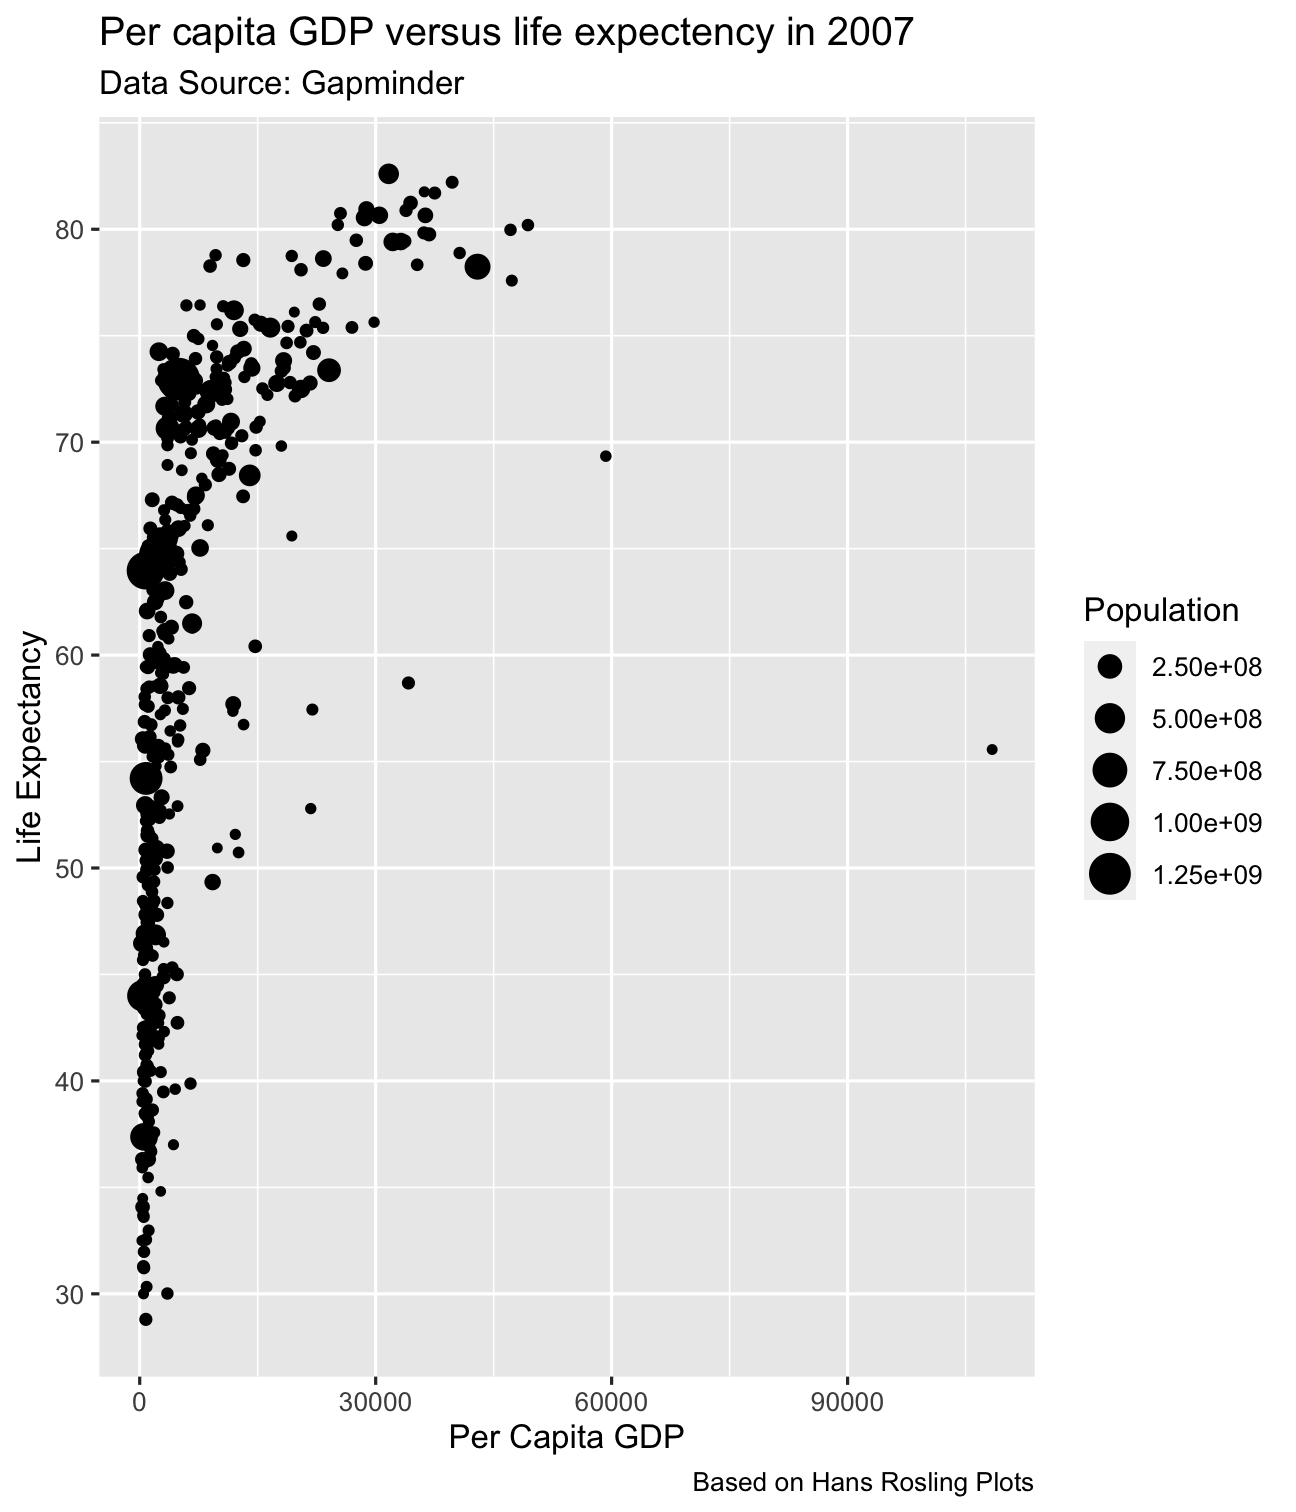 Per capita GDP versus life expectency in 2007
Data Source: Gapminder
80
70
60
50
40
30
Life Expectancy
0 30000 60000 90000
Per Capita GDP
Population
2.50e+08
5.00e+08
7.50e+08
1.00e+09
1.25e+09
Based on Hans Rosling Plots